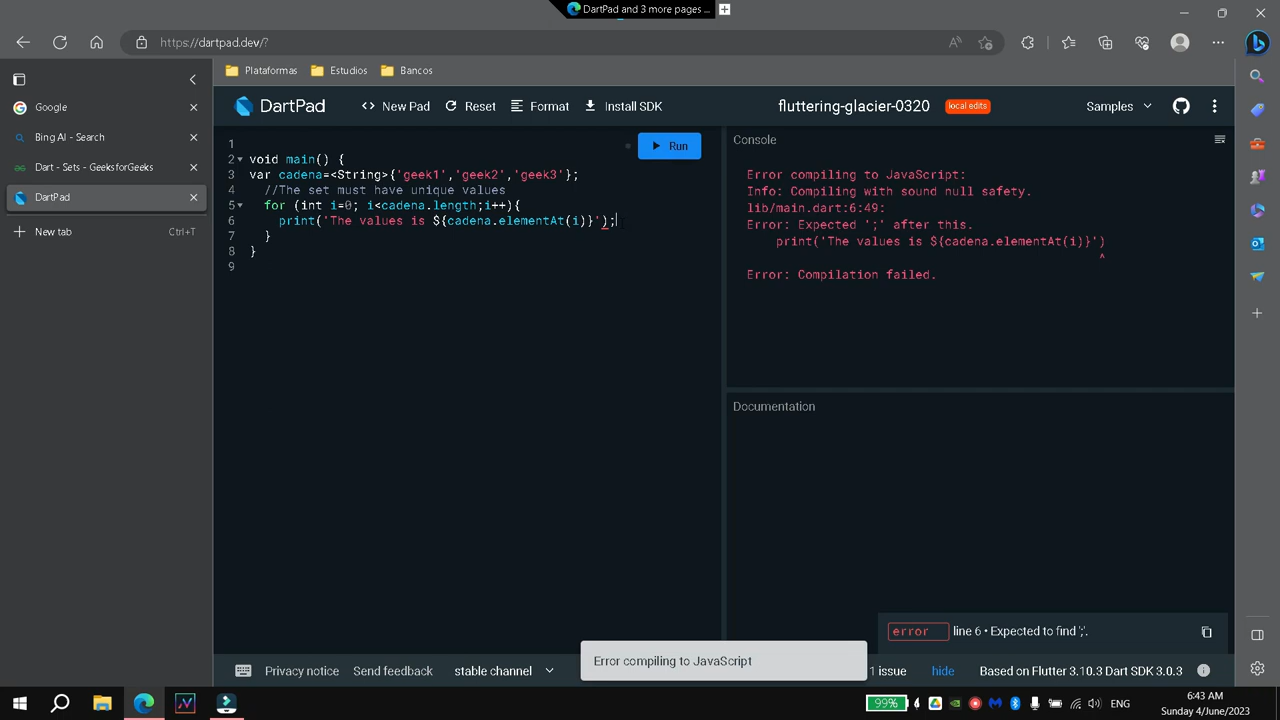 DartPad and 3 more pages ...
https://dartpad.dev/?
Plataformas
Estudios
Bancos
Google
Bing AI - Search
Dart - Sets - GeeksforGeeks
DartPad
New tab
Ctrl+T
DartPad
New Pad
Reset
Format
Install SDK
fluttering-glacier-0320
local edits
Samples
Run
1
2 void main() {
3 var cadena=<String>{'geek1','geek2','geek3'};
4 //The set must have unique values
5 for (int i=0; i<cadena.length;i++){
6 print('The values is ${cadena.elementAt(i)}');
7 }
8 }
9
Console
Error compiling to JavaScript:
Info: Compiling with sound null safety.
lib/main.dart:6:49:
Error: Expected ';' after this.
print('The values is ${cadena.elementAt(i)}')
^
Error: Compilation failed.
Documentation
error line 6 • Expected to find ';'.
Privacy notice
Send feedback
stable channel
Error compiling to JavaScript
1 issue
hide
Based on Flutter 3.10.3 Dart SDK 3.0.3
99%
ENG
6:43 AM
Sunday 4/June/2023